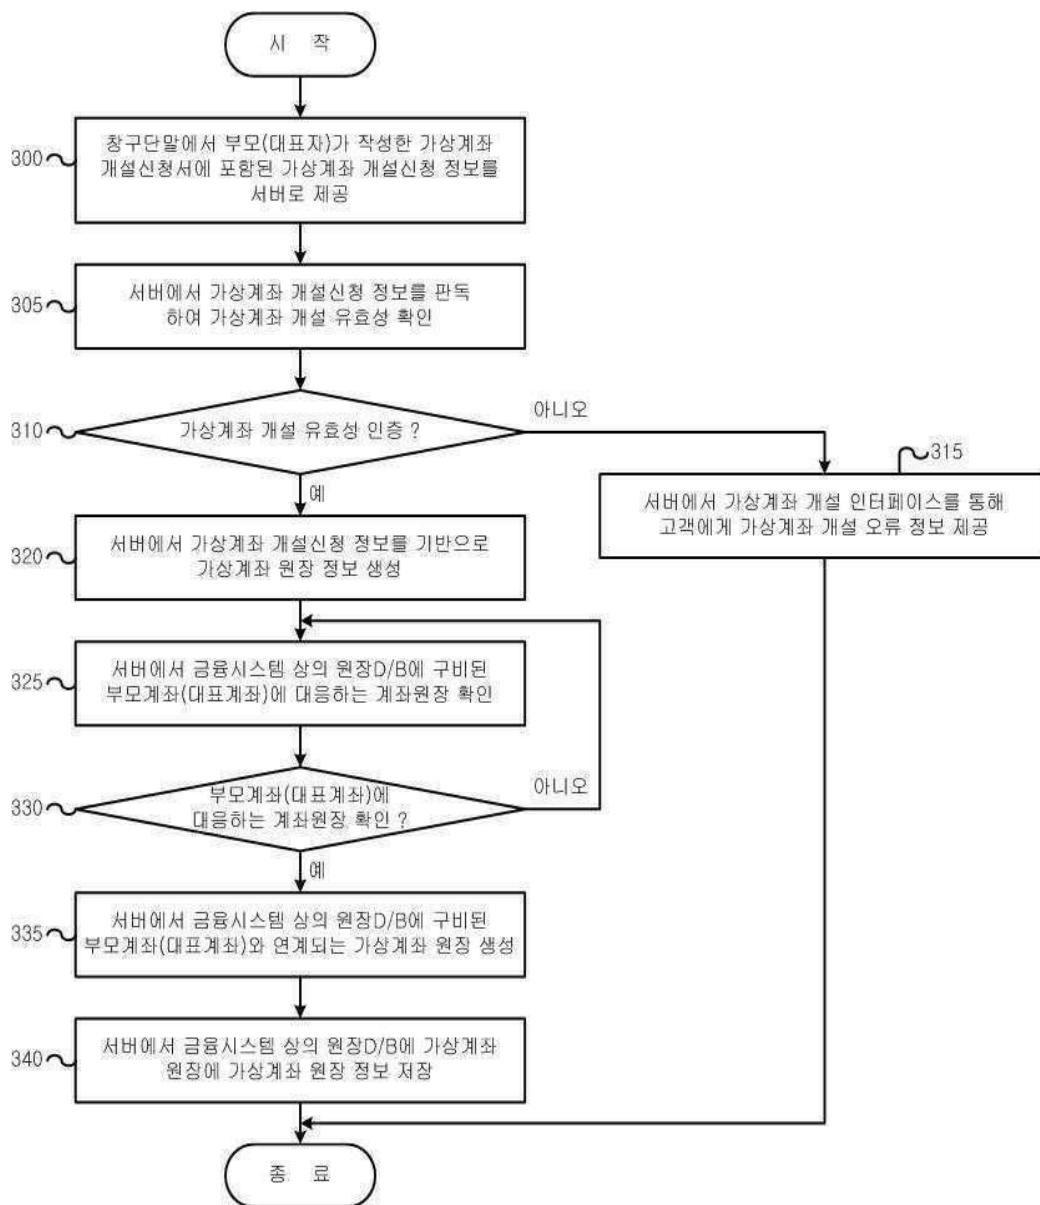 시 작
300
창구단말에서 부모(대표자)가 작성한 가상계좌
개설신청서에 포함된 가상계좌 개설신청 정보를
서버로 제공
305
서버에서 가상계좌 개설신청 정보를 판독
하여 가상계좌 개설 유효성 확인
310
가상계좌 개설 유효성 인증 ?
아니오
예
315
서버에서 가상계좌 개설 인터페이스를 통해
고객에게 가상계좌 개설 오류 정보 제공
320
서버에서 가상계좌 개설신청 정보를 기반으로
가상계좌 원장 정보 생성
325
서버에서 금융시스템 상의 원장D/B에 구비된
부모계좌(대표계좌)에 대응하는 계좌원장 확인
330
부모계좌(대표계좌)에
대응하는 계좌원장 확인 ?
아니오
예
335
서버에서 금융시스템 상의 원장D/B에 구비된
부모계좌(대표계좌)와 연계되는 가상계좌 원장 생성
340
서버에서 금융시스템 상의 원장D/B에 가상계좌
원장에 가상계좌 원장 정보 저장
종 료